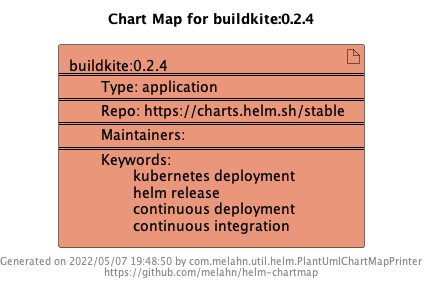 Chart Map for buildkite:0.2.4
buildkite:0.2.4
Type: application
Repo: https://charts.helm.sh/stable
Maintainers:
Keywords:
kubernetes deployment
helm release
continuous deployment
continuous integration
Generated on 2022/05/07 19:48:50 by com.melahn.util.helm.PlantUmlChartMapPrinter
https://github.com/melahn/helm-chartmap